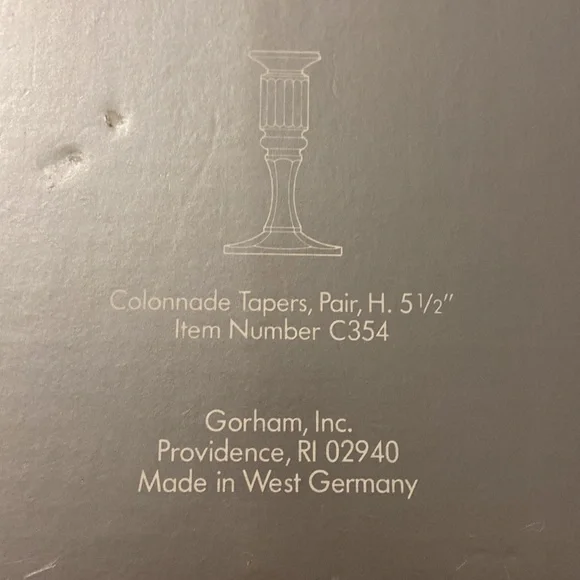 Colonnade Tapers, Pair, H. 5 1/2"
Item Number C354
Gorham, Inc.
Providence, RI 02940
Made in West Germany